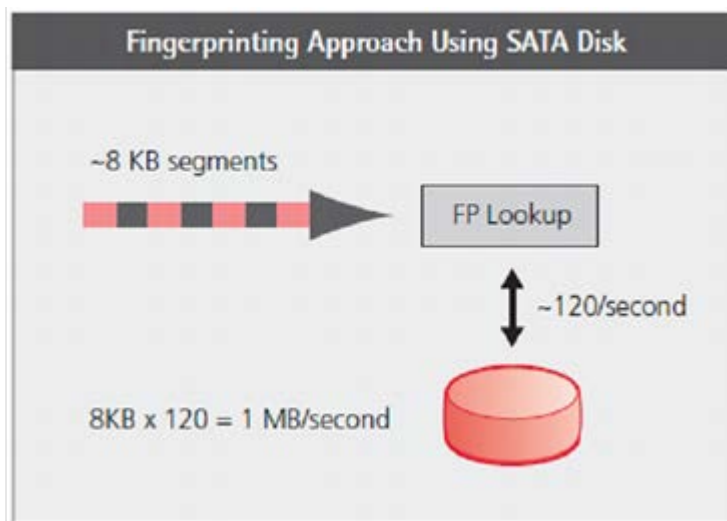 Fingerprinting Approach Using SATA Disk
~8 KB segments
FP Lookup
~120/second
8KB x 120 = 1 MB/second